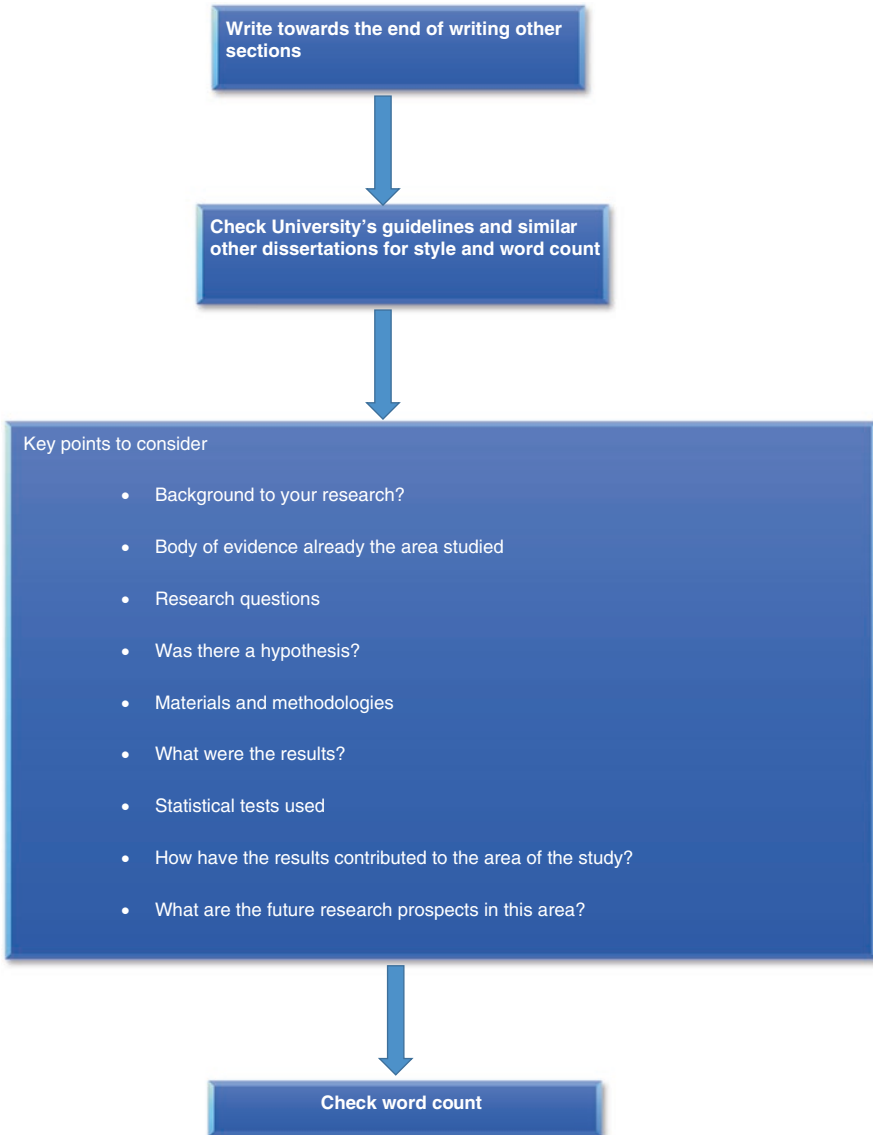 Write towards the end of writing other
sections
Check University’s guidelines and similar
other dissertations for style and word count
Key points to consider
• Background to your research?
• Body of evidence already the area studied
• Research questions
• Was there a hypothesis?
• Materials and methodologies
• What were the results?
• Statistical tests used
• How have the results contributed to the area of the study?
• What are the future research prospects in this area?
Check word count